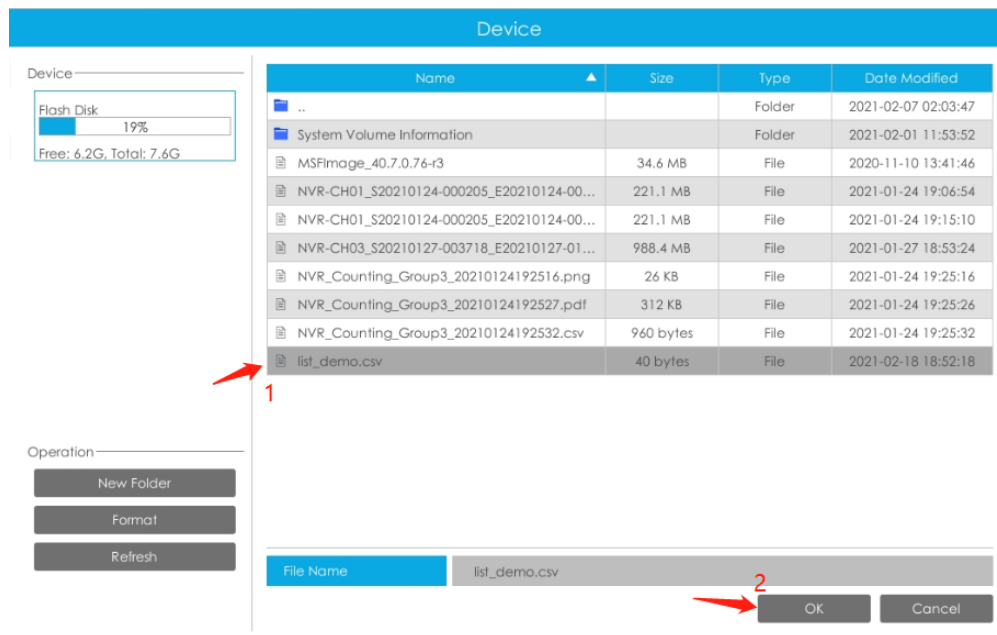 Device
Device
Flash Disk
19%
Free: 6.2G, Total: 7.6G
Name Size Type Date Modified
.. Folder 2021-02-07 02:03:47
System Volume Information Folder 2021-02-01 11:53:52
MSFImage_40.7.0.76-r3 34.6 MB File 2020-11-10 13:41:46
NVR-CH01_S20210124-000205_E20210124-00... 221.1 MB File 2021-01-24 19:06:54
NVR-CH01_S20210124-000205_E20210124-00... 221.1 MB File 2021-01-24 19:15:10
NVR-CH03_S20210127-003718_E20210127-01... 988.4 MB File 2021-01-27 18:53:24
NVR_Counting_Group3_20210124192516.png 26 KB File 2021-01-24 19:25:16
NVR_Counting_Group3_20210124192527.pdf 312 KB File 2021-01-24 19:25:26
NVR_Counting_Group3_20210124192532.csv 960 bytes File 2021-01-24 19:25:32
list_demo.csv 40 bytes File 2021-02-18 18:52:18
1
Operation
New Folder
Format
Refresh
File Name list_demo.csv
2
OK Cancel